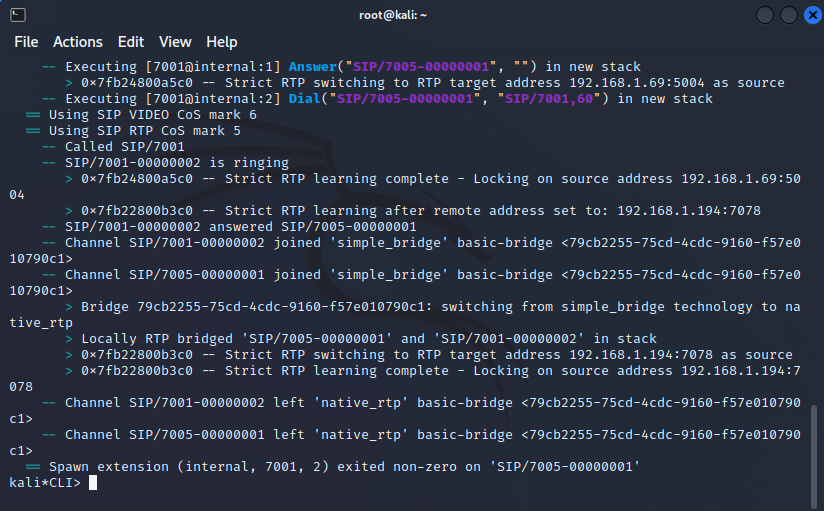 root@kali: ~
File Actions Edit View Help
-- Executing [7001@internal:1] Answer("SIP/7005-00000001", "") in new stack
> 0x7fb24800a5c0 -- Strict RTP switching to RTP target address 192.168.1.69:5004 as source
-- Executing [7001@internal:2] Dial("SIP/7005-00000001", "SIP/7001,60") in new stack
== Using SIP VIDEO CoS mark 6
== Using SIP RTP CoS mark 5
-- Called SIP/7001
-- SIP/7001-00000002 is ringing
> 0x7fb24800a5c0 -- Strict RTP learning complete - Locking on source address 192.168.1.69:50
04
> 0x7fb22800b3c0 -- Strict RTP learning after remote address set to: 192.168.1.194:7078
-- SIP/7001-00000002 answered SIP/7005-00000001
-- Channel SIP/7001-00000002 joined 'simple_bridge' basic-bridge <79cb2255-75cd-4cdc-9160-f57e0
10790c1>
-- Channel SIP/7005-00000001 joined 'simple_bridge' basic-bridge <79cb2255-75cd-4cdc-9160-f57e0
10790c1>
> Bridge 79cb2255-75cd-4cdc-9160-f57e010790c1: switching from simple_bridge technology to na
tive_rtp
> Locally RTP bridged 'SIP/7005-00000001' and 'SIP/7001-00000002' in stack
> 0x7fb22800b3c0 -- Strict RTP switching to RTP target address 192.168.1.194:7078 as source
> 0x7fb22800b3c0 -- Strict RTP learning complete - Locking on source address 192.168.1.194:7
078
-- Channel SIP/7001-00000002 left 'native_rtp' basic-bridge <79cb2255-75cd-4cdc-9160-f57e010790
c1>
-- Channel SIP/7005-00000001 left 'native_rtp' basic-bridge <79cb2255-75cd-4cdc-9160-f57e010790
c1>
== Spawn extension (internal, 7001, 2) exited non-zero on 'SIP/7005-00000001'
kali*CLI>